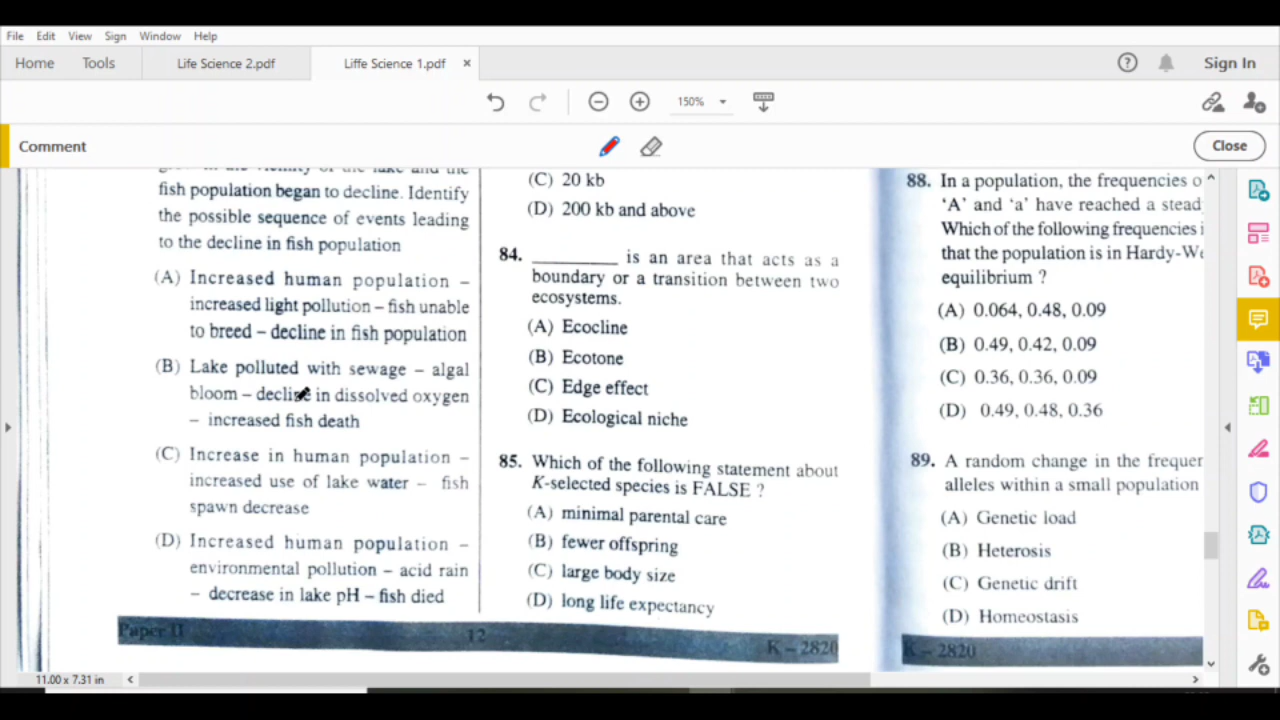 File Edit View Sign Window Help
Home Tools Life Science 2.pdf Liffe Science 1.pdf × Sign In
150%
Comment Close
fish population began to decline. Identify
the possible sequence of events leading
to the decline in fish population
(A) Increased human population –
increased light pollution – fish unable
to breed – decline in fish population
(B) Lake polluted with sewage – algal
bloom – decline in dissolved oxygen
– increased fish death
(C) Increase in human population –
increased use of lake water – fish
spawn decrease
(D) Increased human population –
environmental pollution – acid rain
– decrease in lake pH – fish died
Paper II 12 K – 2820
(C) 20 kb
(D) 200 kb and above
84. ________ is an area that acts as a
boundary or a transition between two
ecosystems.
(A) Ecocline
(B) Ecotone
(C) Edge effect
(D) Ecological niche
85. Which of the following statement about
K-selected species is FALSE ?
(A) minimal parental care
(B) fewer offspring
(C) large body size
(D) long life expectancy
88. In a population, the frequencies o
‘A’ and ‘a’ have reached a stead
Which of the following frequencies i
that the population is in Hardy-We
equilibrium ?
(A) 0.064, 0.48, 0.09
(B) 0.49, 0.42, 0.09
(C) 0.36, 0.36, 0.09
(D) 0.49, 0.48, 0.36
89. A random change in the frequen
alleles within a small population
(A) Genetic load
(B) Heterosis
(C) Genetic drift
(D) Homeostasis
K – 2820
11.00 x 7.31 in